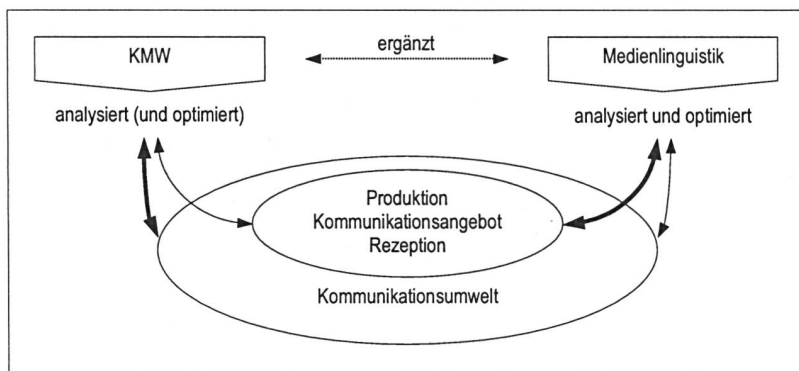 KMW
ergänzt
Medienlinguistik
analysiert (und optimiert)
analysiert und optimiert
Produktion
Kommunikationsangebot
Rezeption
Kommunikationsumwelt